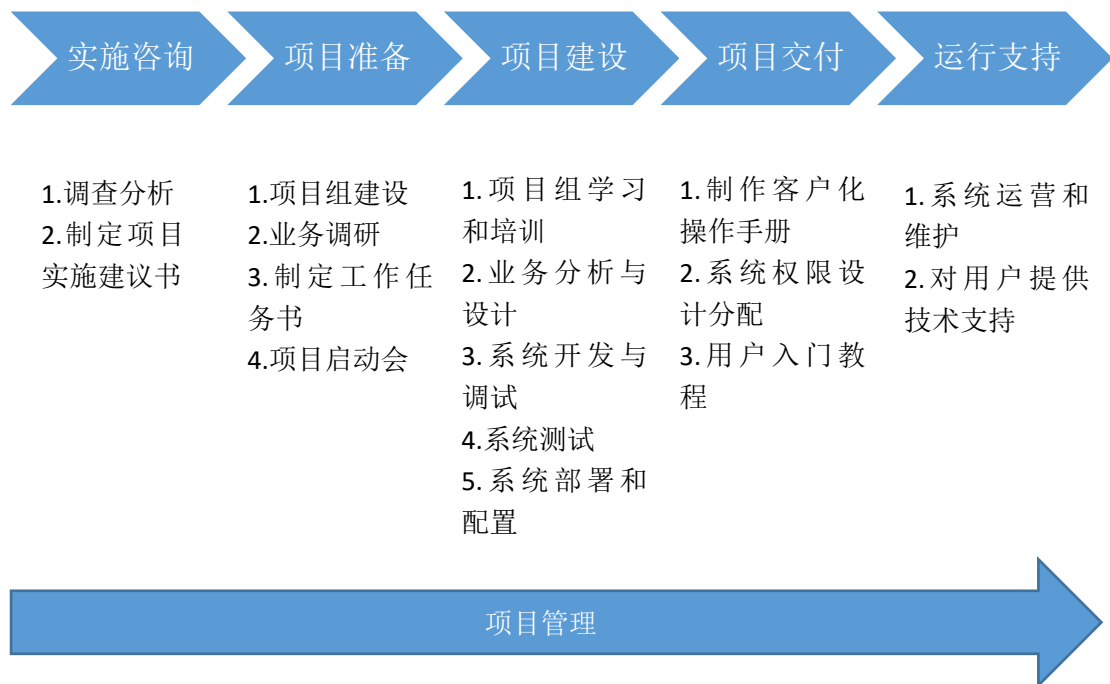 实施咨询
项目准备
项目建设
项目交付
运行支持
1.调查分析
2.制定项目
实施建议书
1.项目组建设
2.业务调研
3.制定工作任
务书
4.项目启动会
1.项目组学习
和培训
2.业务分析与
设计
3.系统开发与
调试
4.系统测试
5.系统部署和
配置
1.制作客户化
操作手册
2.系统权限设
计分配
3.用户入门教
程
1.系统运营和
维护
2.对用户提供
技术支持
项目管理